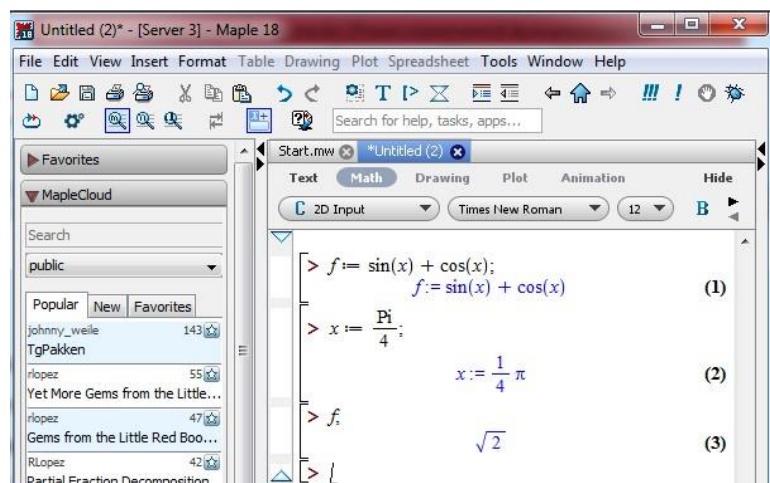 Untitled (2)* - [Server 3] - Maple 18
File Edit View Insert Format Table Drawing Plot Spreadsheet Tools Window Help
Search for help, tasks, apps...
Favorites
MapleCloud
Search
public
Popular New Favorites
johnny_weile 143
TgPakken
rlopez 55
Yet More Gems from the Little...
rlopez 47
Gems from the Little Red Boo...
RLopez 42
Partial Fraction Decomposition
Start.mw *Untitled (2)
Text Math Drawing Plot Animation Hide
C 2D Input Times New Roman 12 B
> f := sin(x) + cos(x);
f := sin(x) + cos(x) (1)
> x := Pi/4;
x := 1/4 π (2)
> f;
√2 (3)
>